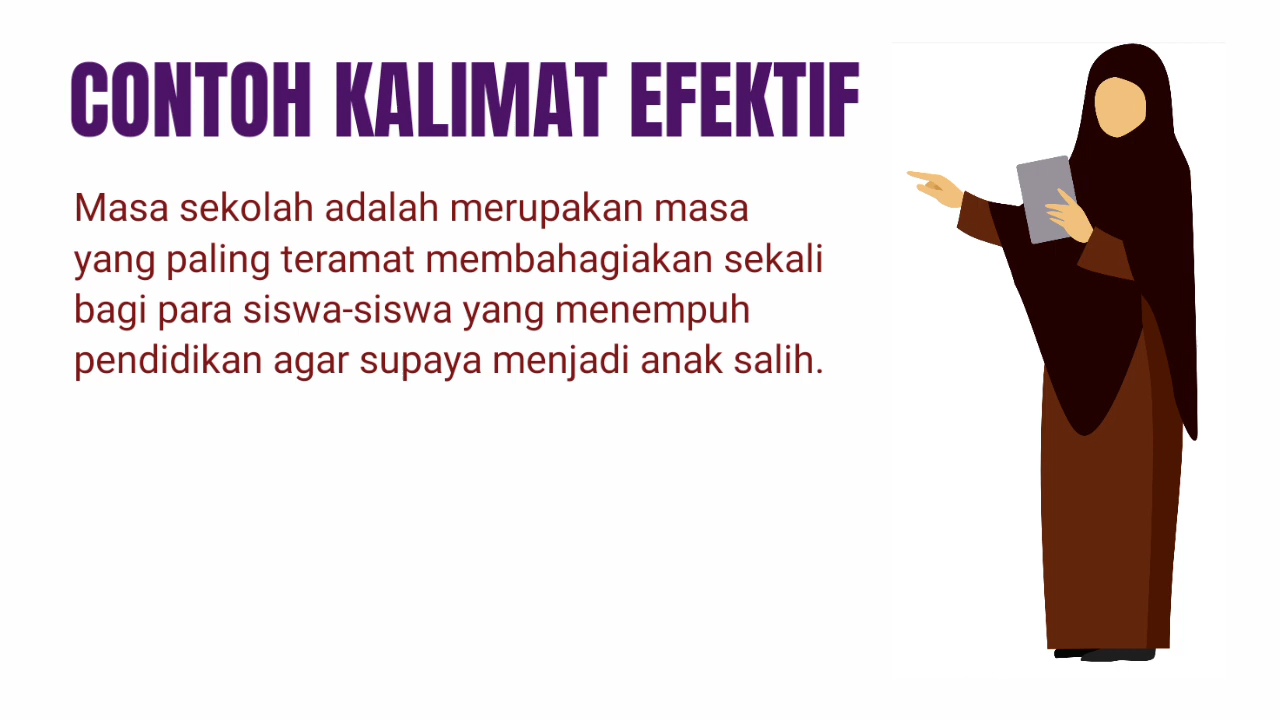 CONTOH KALIMAT EFEKTIF
Masa sekolah adalah merupakan masa
yang paling teramat membahagiakan sekali
bagi para siswa-siswa yang menempuh
pendidikan agar supaya menjadi anak salih.